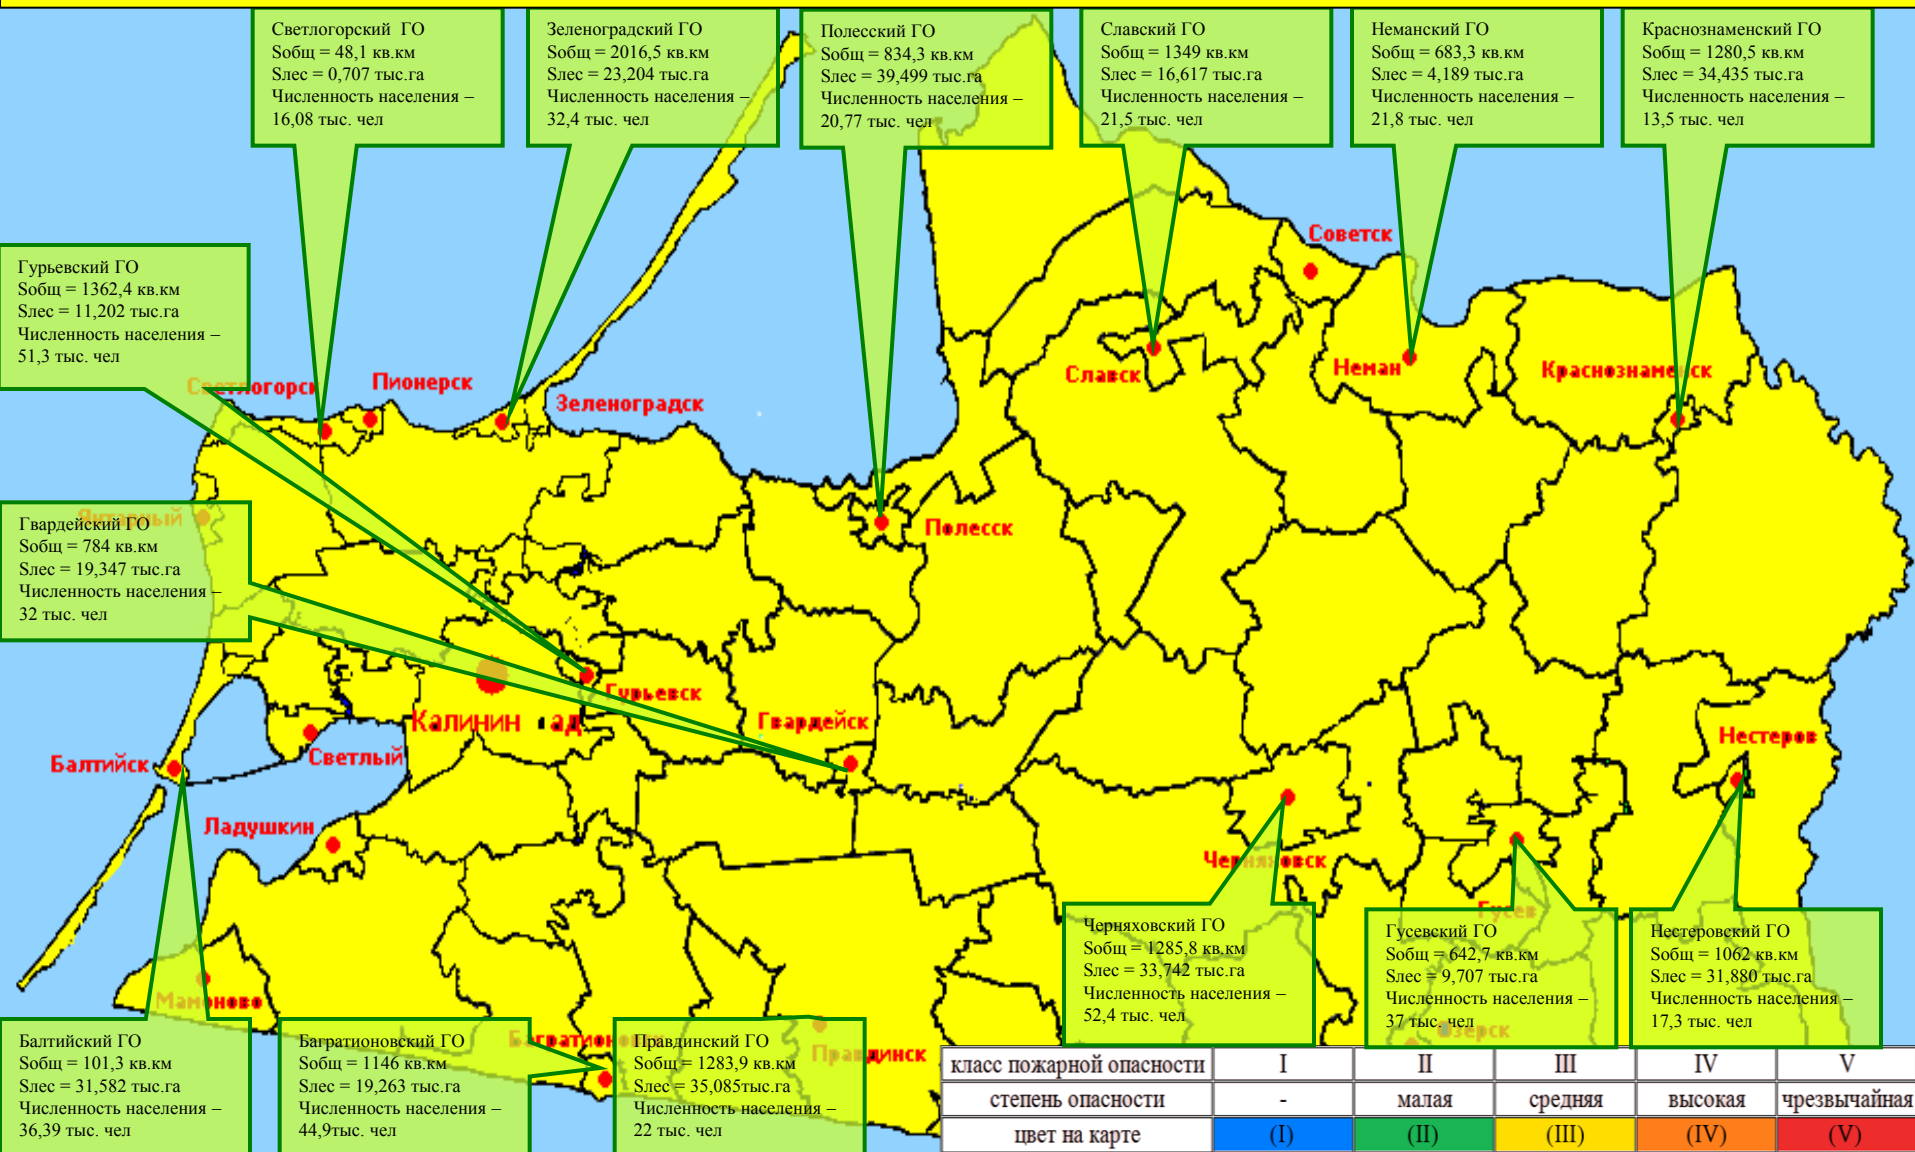 Светлогорский ГО
Sобщ = 48,1 кв.км
Sлес = 0,707 тыс.га
Численность населения –
16,08 тыс. чел
Зеленоградский ГО
Sобщ = 2016,5 кв.км
Sлес = 23,204 тыс.га
Численность населения –
32,4 тыс. чел
Полесский ГО
Sобщ = 834,3 кв.км
Sлес = 39,499 тыс.га
Численность населения –
20,77 тыс. чел
Славский ГО
Sобщ = 1349 кв.км
Sлес = 16,617 тыс.га
Численность населения –
21,5 тыс. чел
Неманский ГО
Sобщ = 683,3 кв.км
Sлес = 4,189 тыс.га
Численность населения –
21,8 тыс. чел
Краснознаменский ГО
Sобщ = 1280,5 кв.км
Sлес = 34,435 тыс.га
Численность населения –
13,5 тыс. чел
Гурьевский ГО
Sобщ = 1362,4 кв.км
Sлес = 11,202 тыс.га
Численность населения –
51,3 тыс. чел
Советск
Светлогорск
Пионерск
Зеленоградск
Славск
Неман
Краснознаменск
Гвардейский ГО
Sобщ = 784 кв.км
Sлес = 19,347 тыс.га
Численность населения –
32 тыс. чел
Янтарный
Полесск
Гурьевск
Калинин ад
Гвардейск
Нестеров
Балтийск
Светлый
Ладушкин
Черняховск
Гусев
Мамоново
Черняховский ГО
Sобщ = 1285,8 кв.км
Sлес = 33,742 тыс.га
Численность населения –
52,4 тыс. чел
Гусевский ГО
Sобщ = 642,7 кв.км
Sлес = 9,707 тыс.га
Численность населения –
37 тыс. чел
Озерск
Нестеровский ГО
Sобщ = 1062 кв.км
Sлес = 31,880 тыс.га
Численность населения –
17,3 тыс. чел
Балтийский ГО
Sобщ = 101,3 кв.км
Sлес = 31,582 тыс.га
Численность населения –
36,39 тыс. чел
Багратионовский ГО
Sобщ = 1146 кв.км
Sлес = 19,263 тыс.га
Численность населения –
44,9тыс. чел
Правдинский ГО
Sобщ = 1283,9 кв.км
Sлес = 35,085тыс.га
Численность населения –
22 тыс. чел
Правдинск
класс пожарной опасности I II III IV V
степень опасности - малая средняя высокая чрезвычайная
цвет на карте (I) (II) (III) (IV) (V)